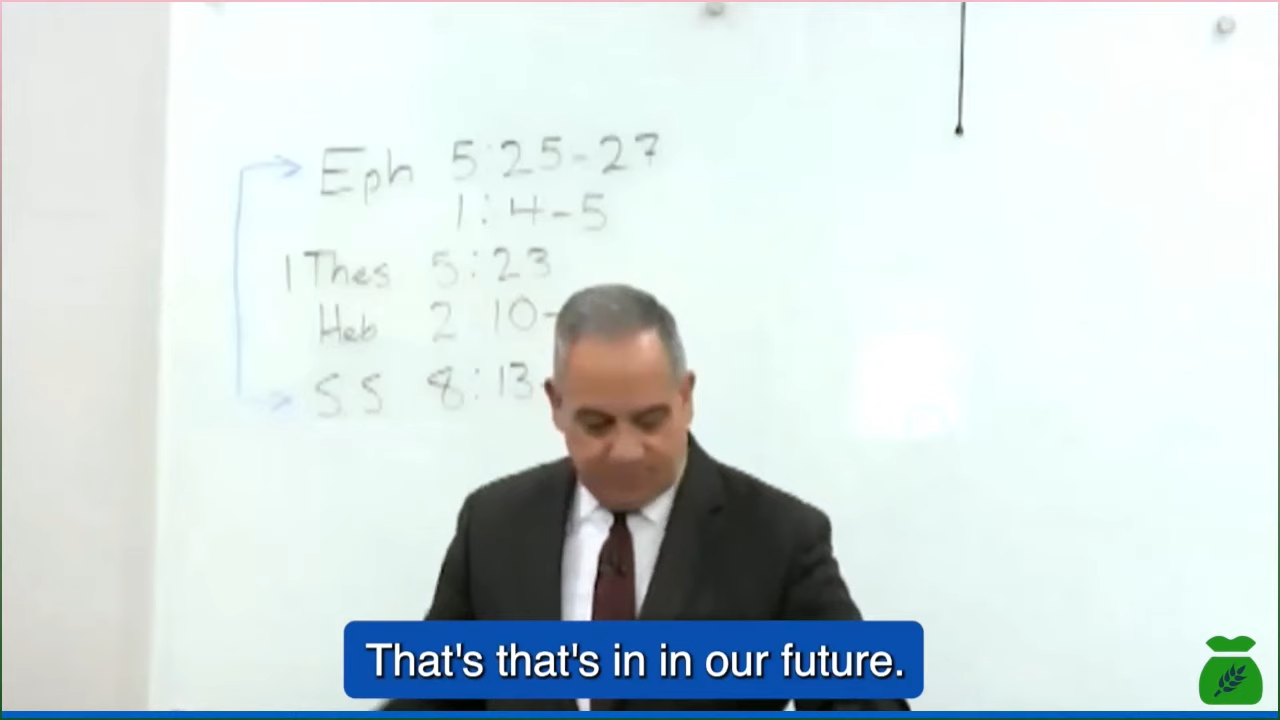 Eph 5:25-27
1:4-5
1 Thes 5:23
Heb 2:10-
S.S 8:13
That's that's in in our future.